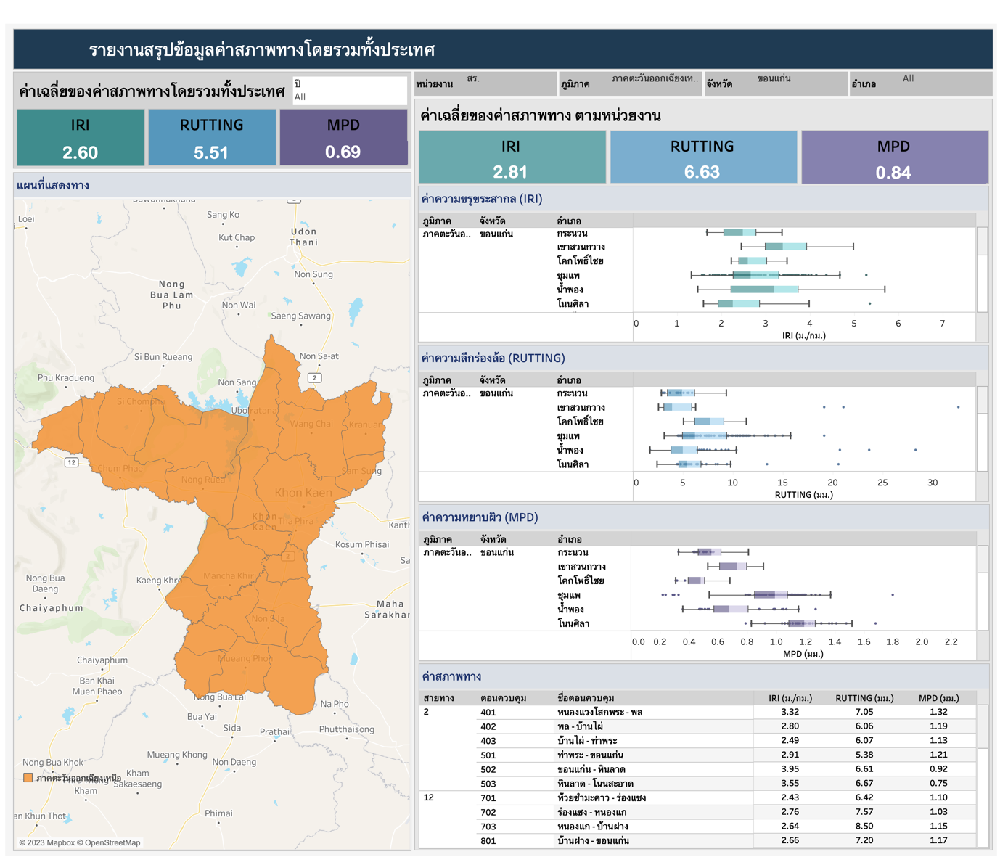 รายงานสรุปข้อมูลค่าสภาพทางโดยรวมทั้งประเทศ
ค่าเฉลี่ยของค่าสภาพทางโดยรวมทั้งประเทศ
ปี
All
IRI
2.60
RUTTING
5.51
MPD
0.69
หน่วยงาน สร.
ภูมิภาค ภาคตะวันออกเฉียงเห..
จังหวัด ขอนแก่น
อำเภอ All
ค่าเฉลี่ยของค่าสภาพทาง ตามหน่วยงาน
IRI
2.81
RUTTING
6.63
MPD
0.84
แผนที่แสดงทาง
Loei
Sang Ko
Kut Chap
Udon
Thani
Non Sung
Nong
Bua Lam
Phu
Non Wai
Saeng Sawang
Si Bun Rueang
Non Sa-at
2
Phu Kradueng
Non Sang
Si Chomphu
Ubolratana
Wang Chai
Kranuan
12
Chum Phae
Nong Ruea
Sam Sung
Khon Kaen
Khon
Kaen
Tha Phra
Kosum Phisai
2
Nong Bua
Daeng
Kaeng Khro
Mancha Khiri
Chaiyaphum
Maha
Non Sila
Mueang Phon
Chaiyaphum
Ban Khai
Muen Phaeo
Nong Bua Lai
Na Pho
Bua Yai
Sida
Prathai
Phutthaisong
Mueang Khong
Nong Bua Khok
Non Daeng
Kham
Sakaesaeng
ภาคตะวันออกเฉียงเหนือ
Kham
an Khun Thot
Phimai
© 2023 Mapbox © OpenStreetMap
ค่าความขรุขระสากล (IRI)
ภูมิภาค จังหวัด อำเภอ
ภาคตะวันอ.. ขอนแก่น กระนวน
เขาสวนกวาง
โคกโพธิ์ไชย
ชุมแพ
น้ำพอง
โนนศิลา
0 1 2 3 4 5 6 7
IRI (ม./กม.)
ค่าความลึกร่องล้อ (RUTTING)
ภูมิภาค จังหวัด อำเภอ
ภาคตะวันอ.. ขอนแก่น กระนวน
เขาสวนกวาง
โคกโพธิ์ไชย
ชุมแพ
น้ำพอง
โนนศิลา
0 5 10 15 20 25 30
RUTTING (มม.)
ค่าความหยาบผิว (MPD)
ภูมิภาค จังหวัด อำเภอ
ภาคตะวันอ.. ขอนแก่น กระนวน
เขาสวนกวาง
โคกโพธิ์ไชย
ชุมแพ
น้ำพอง
โนนศิลา
0.0 0.2 0.4 0.6 0.8 1.0 1.2 1.4 1.6 1.8 2.0 2.2
MPD (มม.)
ค่าสภาพทาง
สายทาง ตอนควบคุม ชื่อตอนควบคุม IRI (ม./กม.) RUTTING (มม.) MPD (มม.)
2 401 หนองแวงโสกพระ - พล 3.32 7.05 1.32
402 พล - บ้านไผ่ 2.80 6.06 1.19
403 บ้านไผ่ - ท่าพระ 2.49 6.07 1.13
501 ท่าพระ - ขอนแก่น 2.91 5.38 1.21
502 ขอนแก่น - หินลาด 3.95 6.61 0.92
503 หินลาด - โนนสะอาด 3.55 6.67 0.75
12 701 ห้วยซำมะคาว - ร่องแซง 2.43 6.42 1.10
702 ร่องแซง - หนองแก 2.76 7.57 1.03
703 หนองแก - บ้านฝาง 2.64 8.50 1.15
801 บ้านฝาง - ขอนแก่น 2.66 7.20 1.17